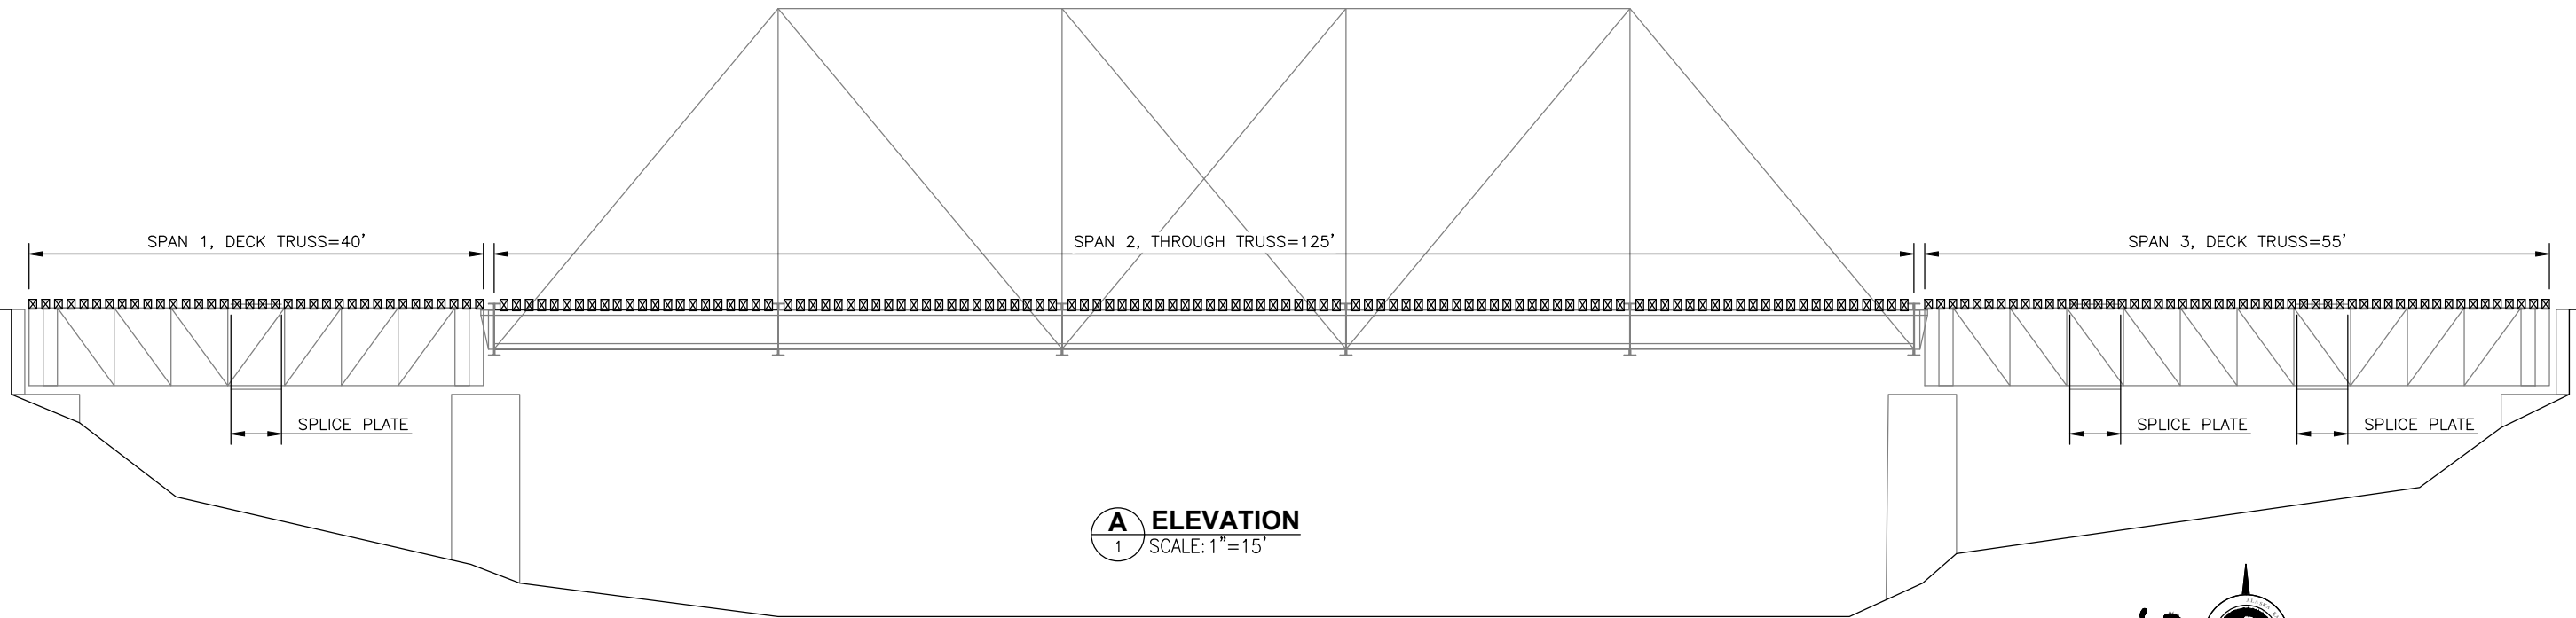 SPAN 1, DECK TRUSS=40'
SPAN 2, THROUGH TRUSS=125'
SPAN 3, DECK TRUSS=55'
SPLICE PLATE
SPLICE PLATE
SPLICE PLATE
A ELEVATION
1 SCALE: 1"=15'
ALASKA